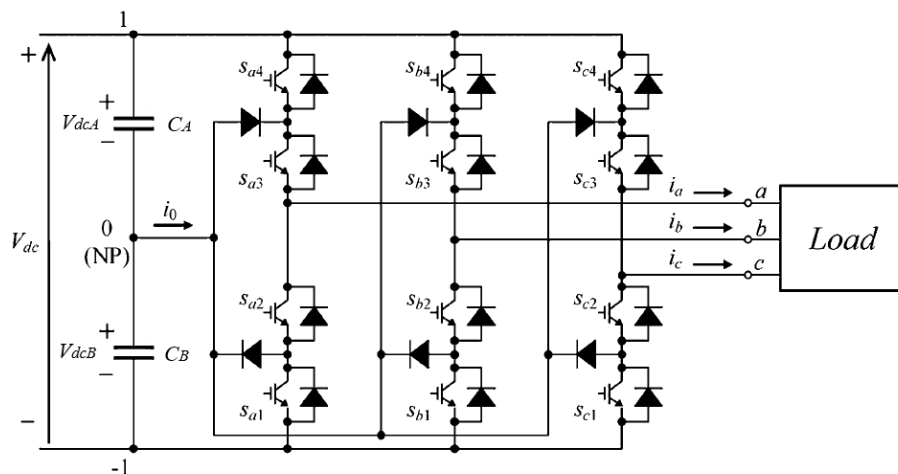 1
+
s_a4 s_b4 s_c4
+
V_dcA C_A
−
s_a3 s_b3 s_c3
i_a a
0 i_0
(NP)
V_dc
i_b b
Load
i_c c
s_a2 s_b2 s_c2
+
V_dcB C_B
−
s_a1 s_b1 s_c1
−
-1